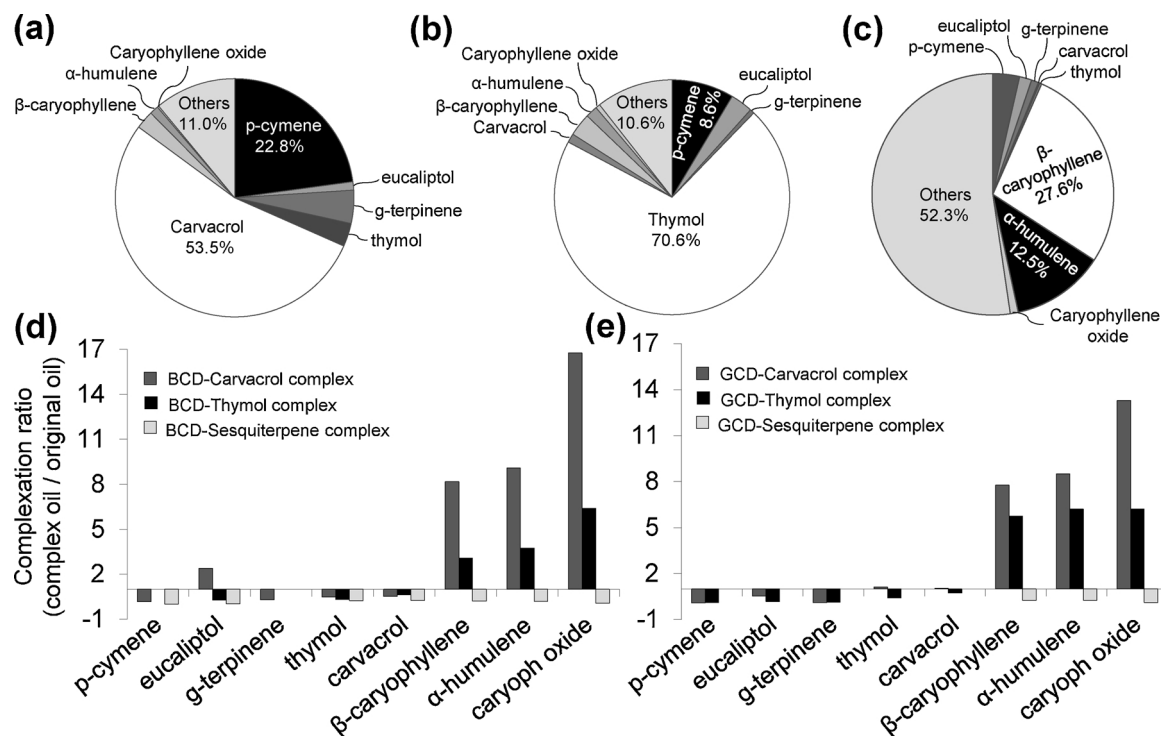 (a)
Caryophyllene oxide
α-humulene
β-caryophyllene
Others
11.0%
p-cymene
22.8%
eucaliptol
g-terpinene
thymol
Carvacrol
53.5%
(b)
Caryophyllene oxide
α-humulene
β-caryophyllene
Carvacrol
Others
10.6%
p-cymene
8.6%
eucaliptol
g-terpinene
Thymol
70.6%
(c)
eucaliptol
p-cymene
g-terpinene
carvacrol
thymol
β-
caryophyllene
27.6%
Others
52.3%
α-humulene
12.5%
Caryophyllene
oxide
(d)
Complexation ratio
(complex oil / original oil)
17
14
11
8
5
2
-1
BCD-Carvacrol complex
BCD-Thymol complex
BCD-Sesquiterpene complex
p-cymene
eucaliptol
g-terpinene
thymol
carvacrol
β-caryophyllene
α-humulene
caryoph oxide
(e)
17
14
11
8
5
2
-1
GCD-Carvacrol complex
GCD-Thymol complex
GCD-Sesquiterpene complex
p-cymene
eucaliptol
g-terpinene
thymol
carvacrol
β-caryophyllene
α-humulene
caryoph oxide